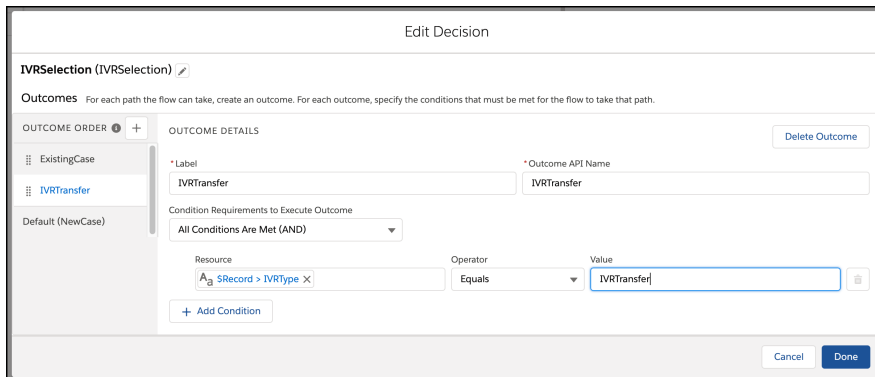 Edit Decision
IVRSelection (IVRSelection)
Outcomes For each path the flow can take, create an outcome. For each outcome, specify the conditions that must be met for the flow to take that path.
OUTCOME ORDER
OUTCOME DETAILS
Delete Outcome
ExistingCase
IVRTransfer
Default (NewCase)
* Label
* Outcome API Name
IVRTransfer
IVRTransfer
Condition Requirements to Execute Outcome
All Conditions Are Met (AND)
Resource Operator Value
Aa $Record > IVRType × Equals IVRTransfer
+ Add Condition
Cancel Done